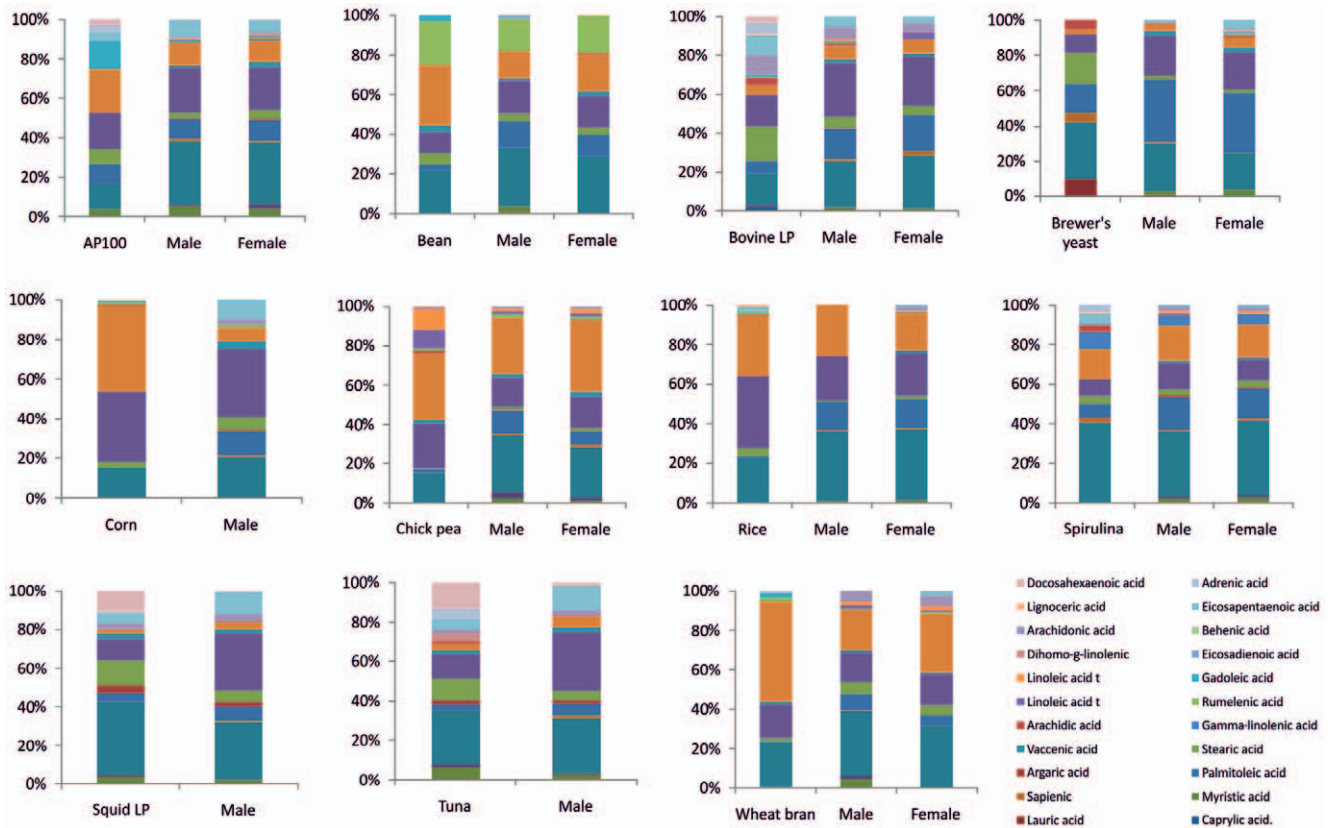 100%
80%
60%
40%
20%
0%
AP100 Male Female
100%
80%
60%
40%
20%
0%
Bean Male Female
100%
80%
60%
40%
20%
0%
Bovine LP Male Female
100%
80%
60%
40%
20%
0%
Brewer's
yeast Male Female
100%
80%
60%
40%
20%
0%
Corn Male
100%
80%
60%
40%
20%
0%
Chick pea Male Female
100%
80%
60%
40%
20%
0%
Rice Male Female
100%
80%
60%
40%
20%
0%
Spirulina Male Female
100%
80%
60%
40%
20%
0%
Squid LP Male
100%
80%
60%
40%
20%
0%
Tuna Male
100%
80%
60%
40%
20%
0%
Wheat bran Male Female
Docosahexaenoic acid Adrenic acid
Lignoceric acid Eicosapentaenoic acid
Arachidonic acid Behenic acid
Dihomo-g-linolenic Eicosadienoic acid
Linoleic acid t Gadoleic acid
Linoleic acid t Rumelenic acid
Arachidic acid Gamma-linolenic acid
Vaccenic acid Stearic acid
Argaric acid Palmitoleic acid
Sapienic Myristic acid
Lauric acid Caprylic acid.